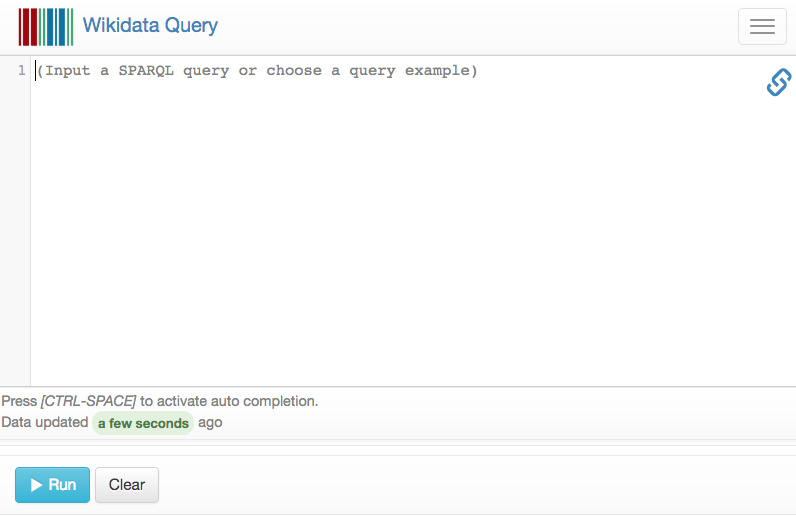 Wikidata Query
1 (Input a SPARQL query or choose a query example)
Press [CTRL-SPACE] to activate auto completion.
Data updated a few seconds ago
Run Clear